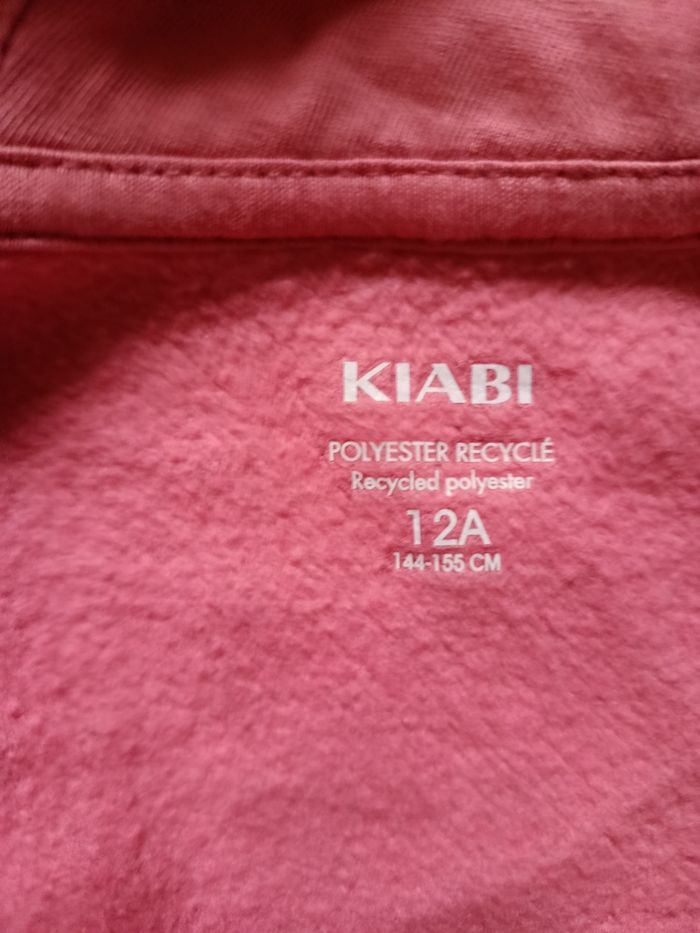 KIABI
POLYESTER RECYCLÉ
Recycled polyester
12A
144-155 CM